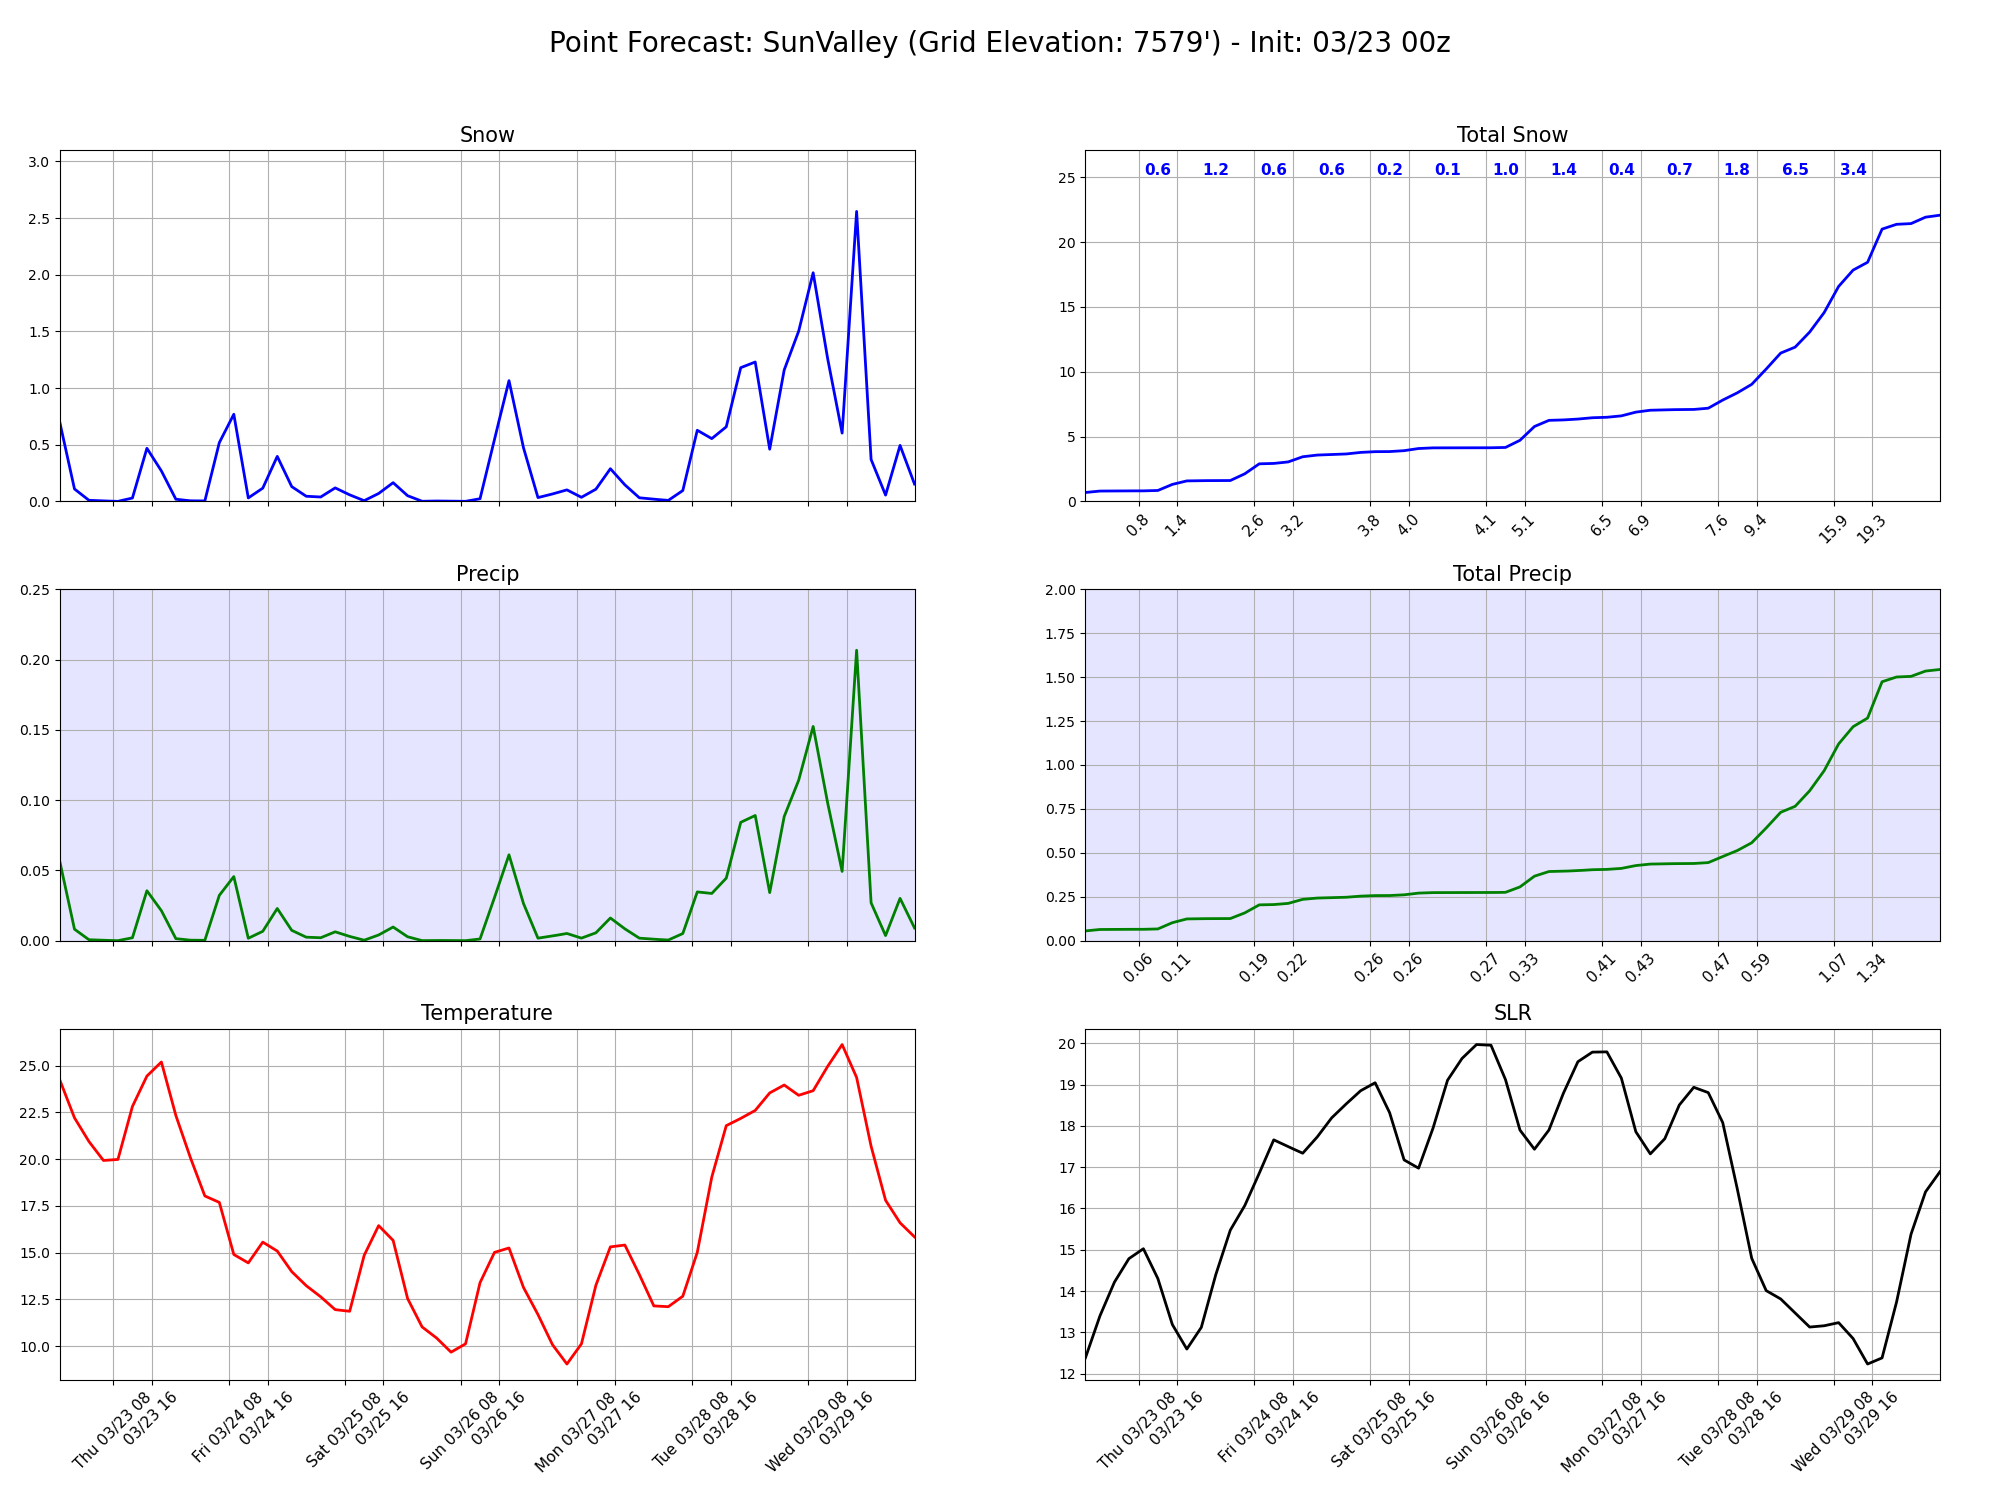 Point Forecast: SunValley (Grid Elevation: 7579') - Init: 03/23 00z
Snow
3.0
2.5
2.0
1.5
1.0
0.5
0.0
Total Snow
0.6 1.2 0.6 0.6 0.2 0.1 1.0 1.4 0.4 0.7 1.8 6.5 3.4
25
20
15
10
5
0
0.8 1.4 2.6 3.2 3.8 4.0 4.1 5.1 6.5 6.9 7.6 9.4 15.9 19.3
Precip
0.25
0.20
0.15
0.10
0.05
0.00
Total Precip
2.00
1.75
1.50
1.25
1.00
0.75
0.50
0.25
0.00
0.06 0.11 0.19 0.22 0.26 0.26 0.27 0.33 0.41 0.43 0.47 0.59 1.07 1.34
Temperature
25.0
22.5
20.0
17.5
15.0
12.5
10.0
Thu 03/23 08
03/23 16
Fri 03/24 08
03/24 16
Sat 03/25 08
03/25 16
Sun 03/26 08
03/26 16
Mon 03/27 08
03/27 16
Tue 03/28 08
03/28 16
Wed 03/29 08
03/29 16
SLR
20
19
18
17
16
15
14
13
12
Thu 03/23 08
03/23 16
Fri 03/24 08
03/24 16
Sat 03/25 08
03/25 16
Sun 03/26 08
03/26 16
Mon 03/27 08
03/27 16
Tue 03/28 08
03/28 16
Wed 03/29 08
03/29 16